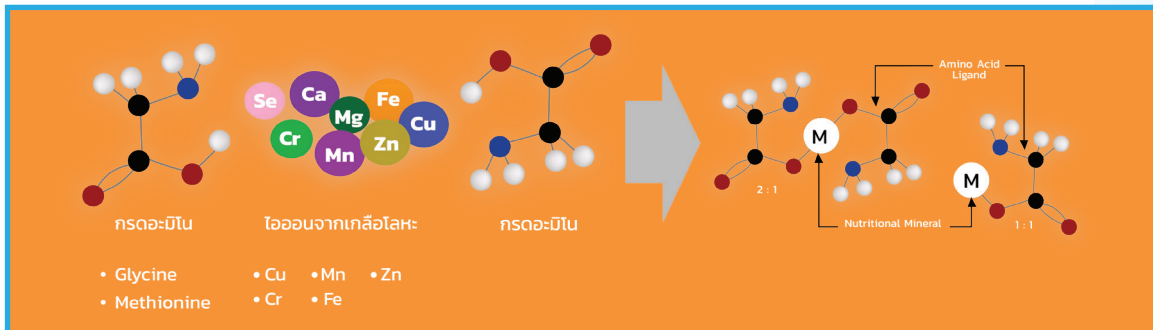 Se
Ca
Mg
Fe
Cu
Cr
Mn
Zn
กรดอะมิโน
ไอออนจากเกลือโลหะ
กรดอะมิโน
• Glycine
• Methionine
• Cu • Mn • Zn
• Cr • Fe
Amino Acid
Ligand
M
M
2 : 1
Nutritional Mineral
1 : 1